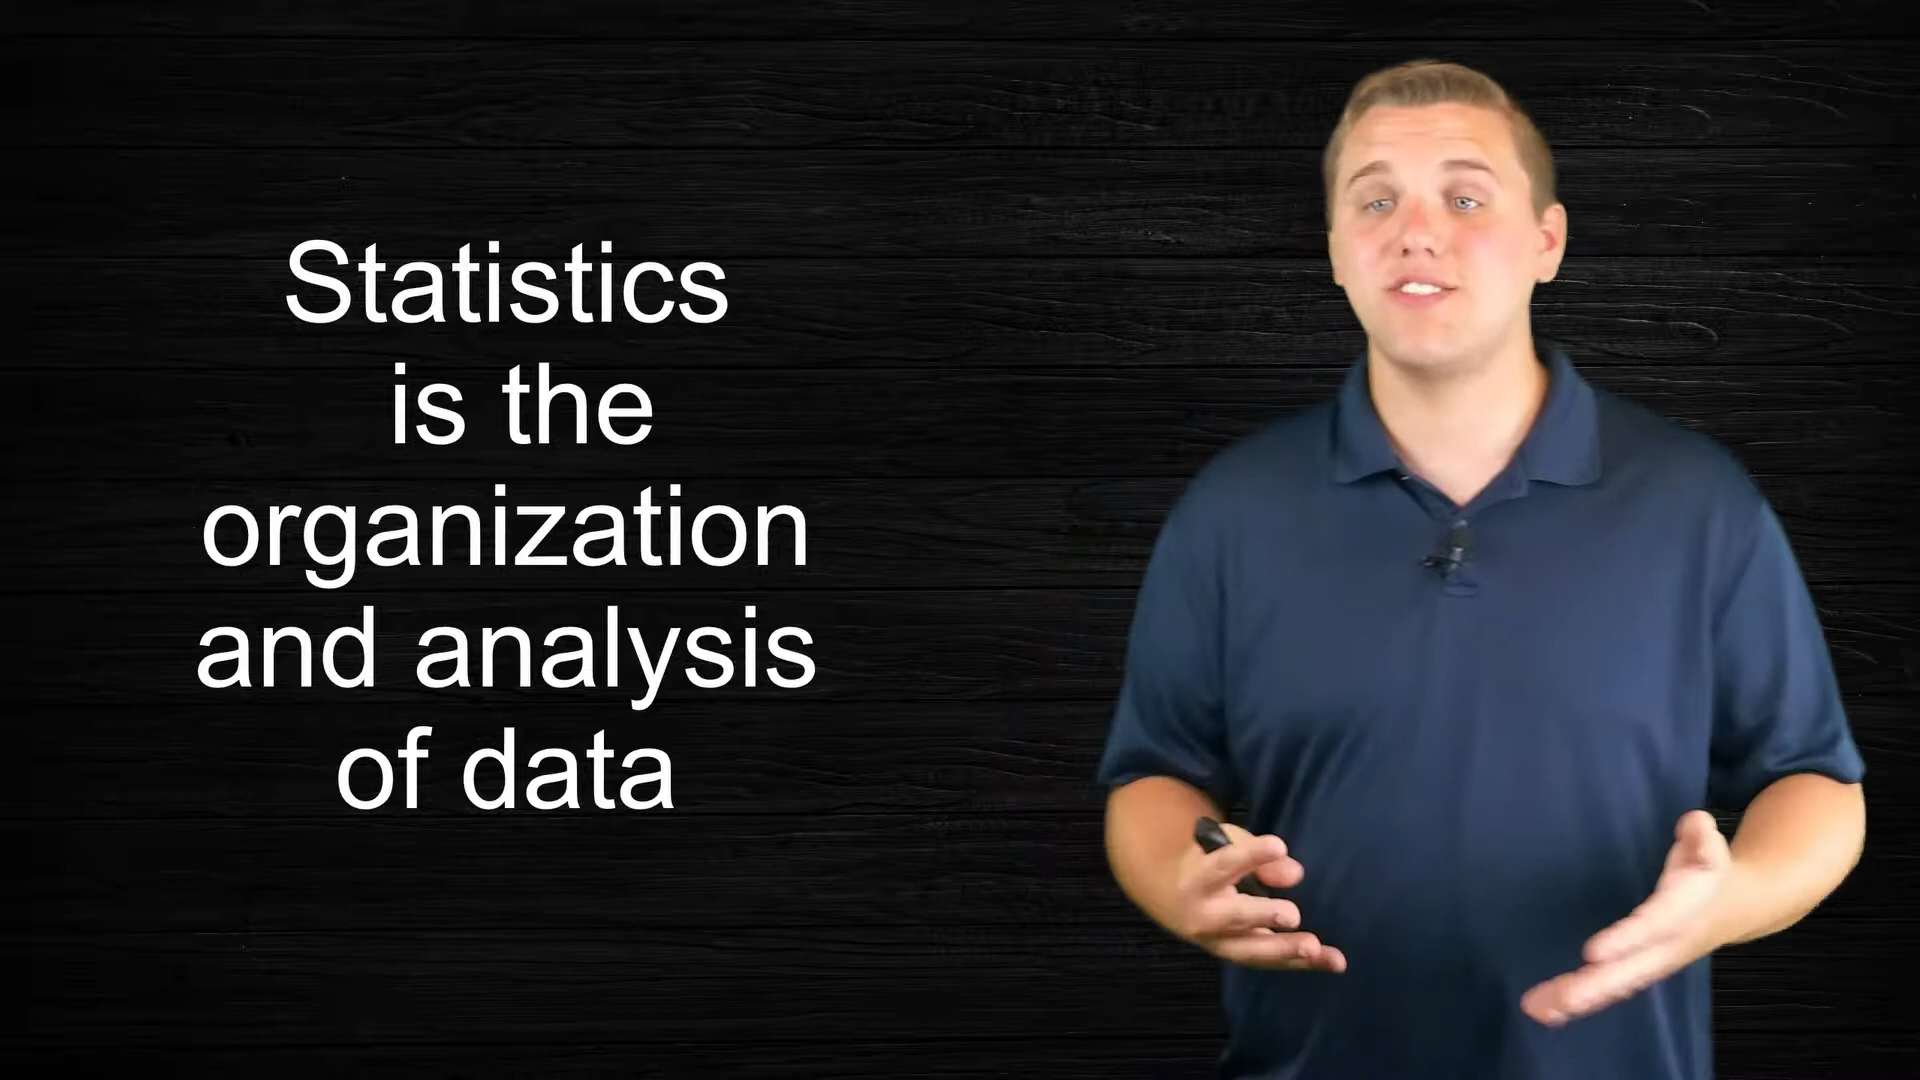 Statistics
is the
organization
and analysis
of data